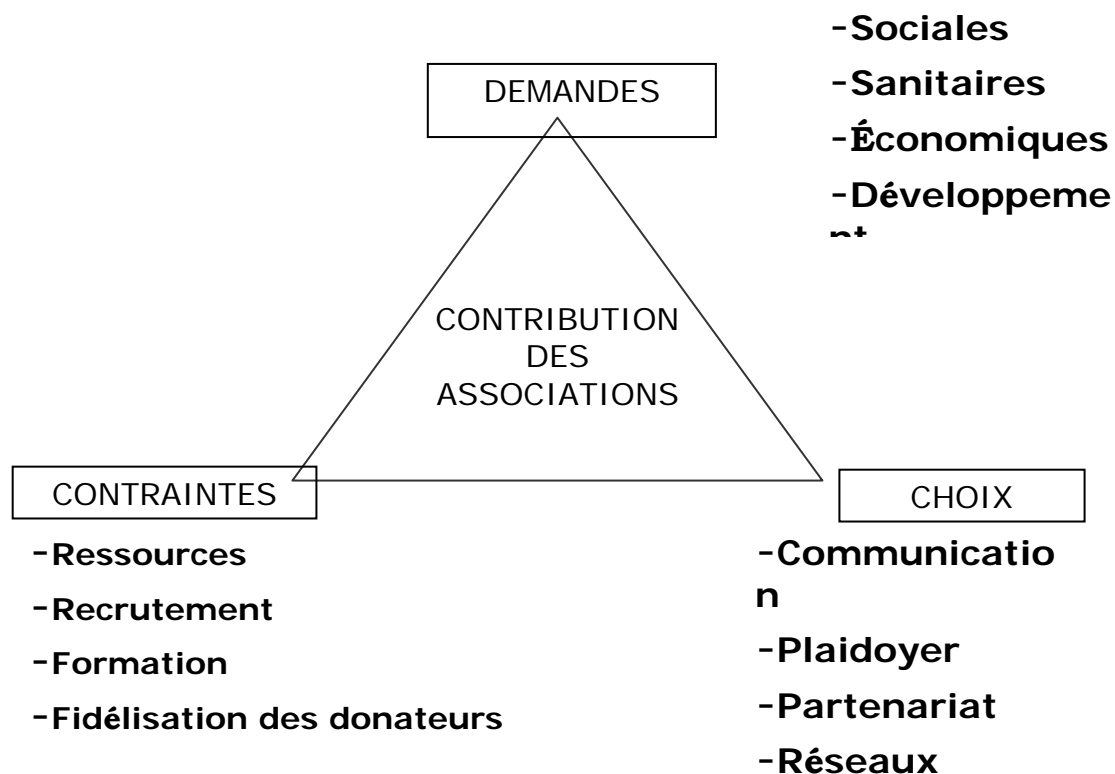 DEMANDES
-Sociales
-Sanitaires
-Économiques
-Développeme
nt
CONTRIBUTION
DES
ASSOCIATIONS
CONTRAINTES
-Ressources
-Recrutement
-Formation
-Fidélisation des donateurs
CHOIX
-Communicatio
n
-Plaidoyer
-Partenariat
-Réseaux